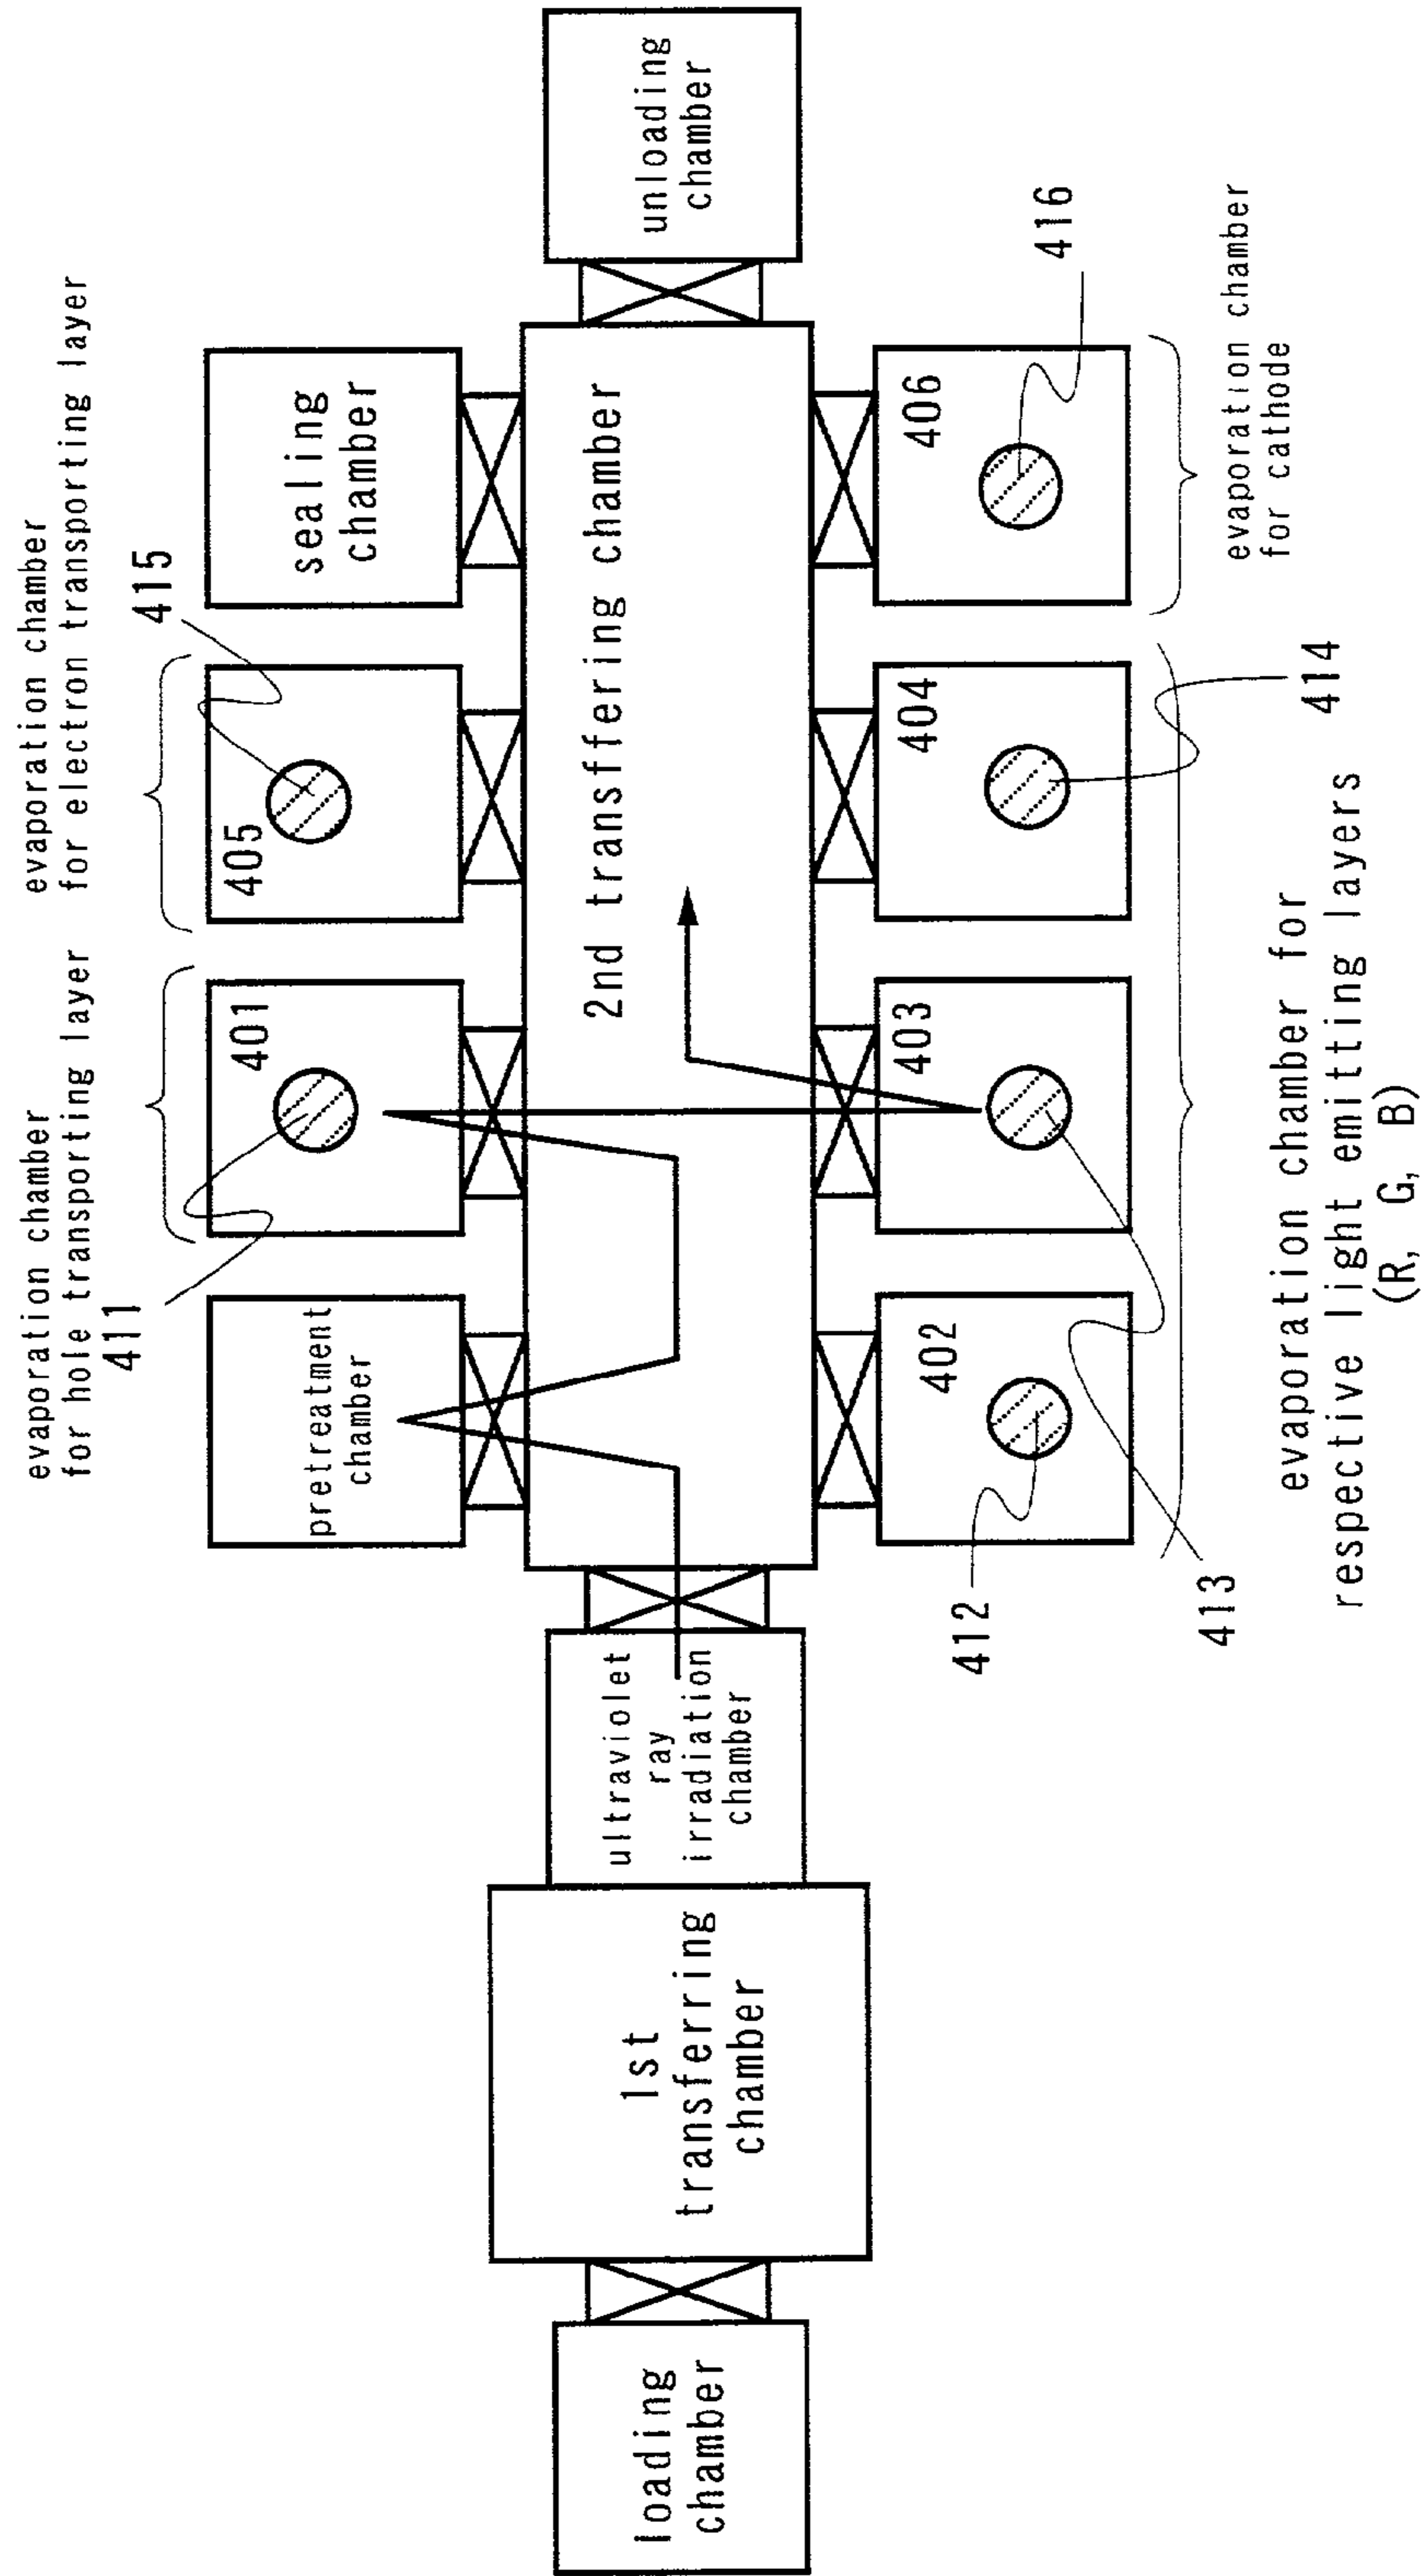 evaporation chamber
for hole transporting layer
411
evaporation chamber
for electron transporting layer
415
pretreatment
chamber
401
405
sealing
chamber
loading
chamber
1st
transferring
chamber
ultraviolet
ray
irradiation
chamber
2nd transffering chamber
unloading
chamber
402
403
404
406
412
413
414
416
evaporation chamber for
respective light emitting layers
(R, G, B)
evaporation chamber
for cathode